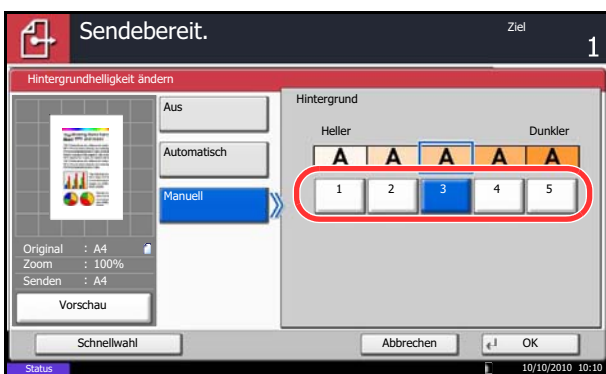 Sendebereit.
Ziel
1
Hintergrundhelligkeit ändern
Aus
Automatisch
Manuell
Hintergrund
Heller Dunkler
A A A A A
1 2 3 4 5
Original : A4
Zoom : 100%
Senden : A4
Vorschau
Schnellwahl Abbrechen OK
Status 10/10/2010 10:10